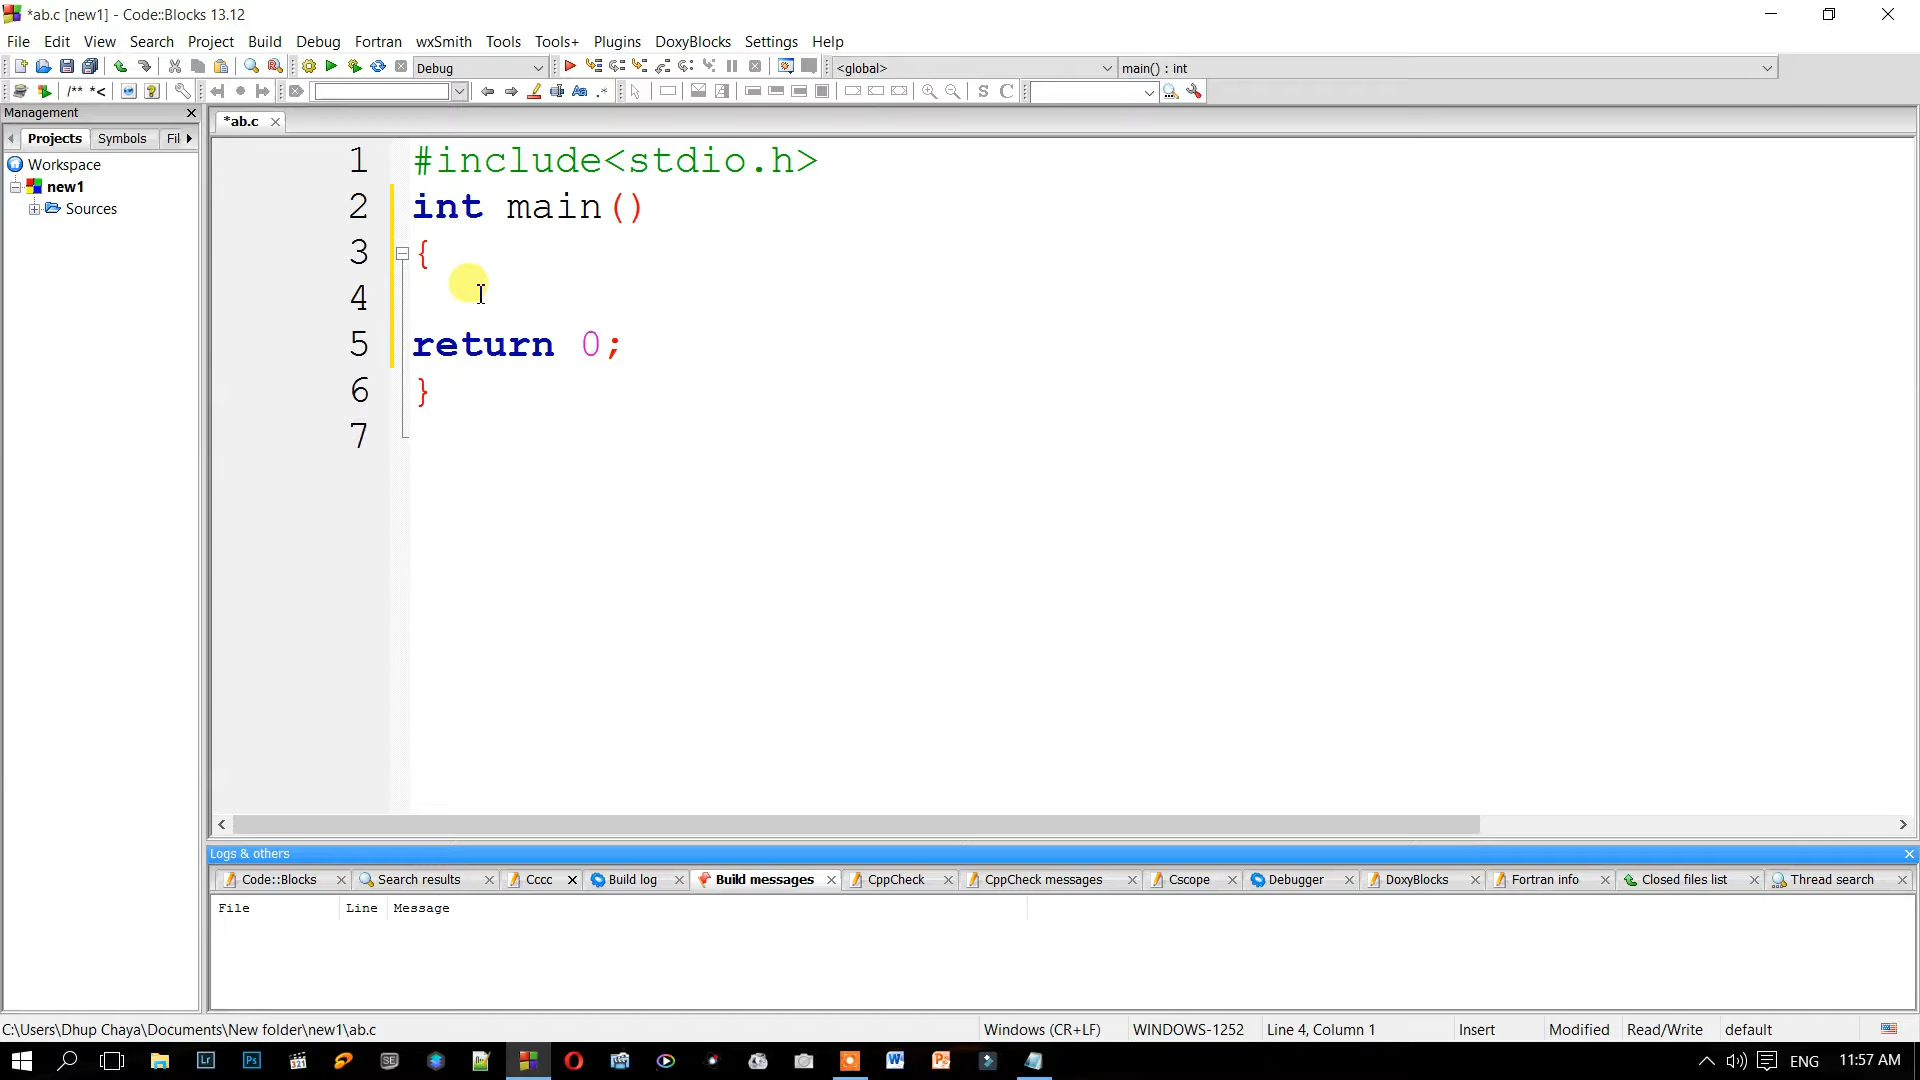 *ab.c [new1] - Code::Blocks 13.12
File Edit View Search Project Build Debug Fortran wxSmith Tools Tools+ Plugins DoxyBlocks Settings Help
Debug <global> main() : int
/** *< Aa .* S C
Management
Projects Symbols Fil
*ab.c
Workspace
new1
Sources
1 #include<stdio.h>
2 int main()
3 {
4
5 return 0;
6 }
7
Logs & others
Code::Blocks Search results Cccc Build log Build messages CppCheck CppCheck messages Cscope Debugger DoxyBlocks Fortran info Closed files list Thread search
File Line Message
C:\Users\Dhup Chaya\Documents\New folder\new1\ab.c Windows (CR+LF) WINDOWS-1252 Line 4, Column 1 Insert Modified Read/Write default
Lr Ps 321 SE W P ENG 11:57 AM